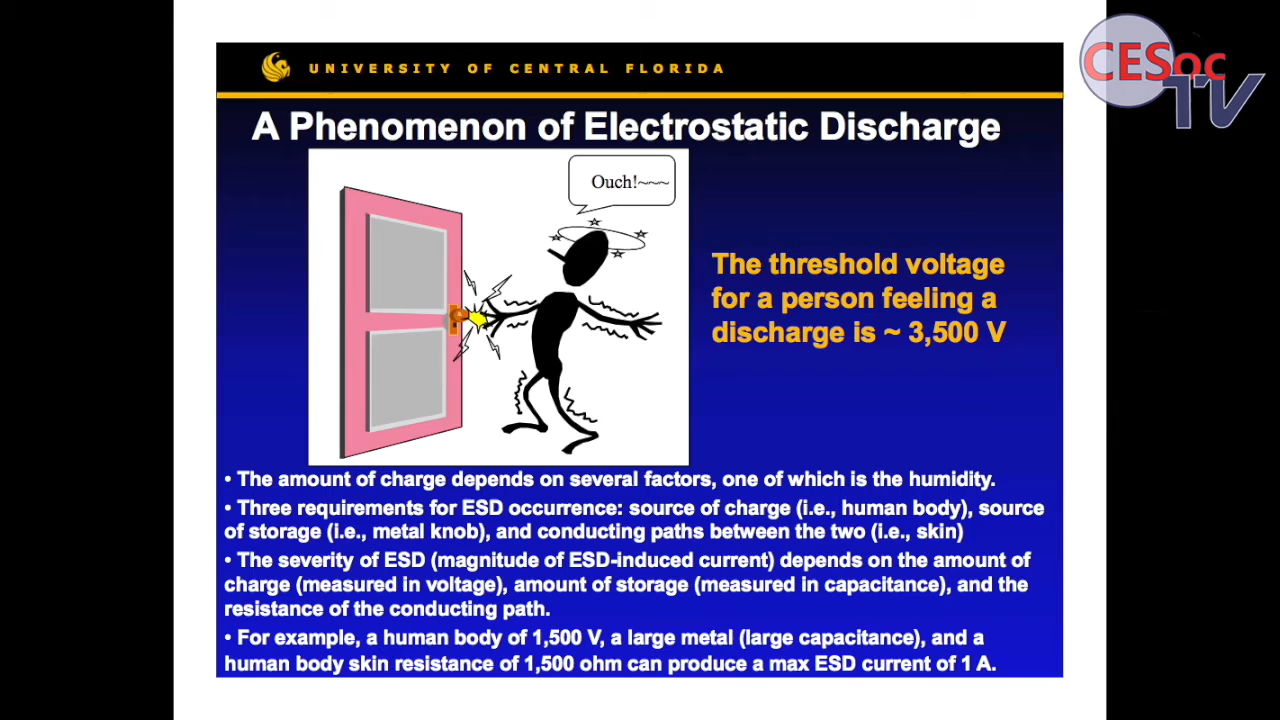 CESoc
TV
UNIVERSITY OF CENTRAL FLORIDA
A Phenomenon of Electrostatic Discharge
Ouch!~~~
The threshold voltage
for a person feeling a
discharge is ~ 3,500 V
• The amount of charge depends on several factors, one of which is the humidity.
• Three requirements for ESD occurrence: source of charge (i.e., human body), source
of storage (i.e., metal knob), and conducting paths between the two (i.e., skin)
• The severity of ESD (magnitude of ESD-induced current) depends on the amount of
charge (measured in voltage), amount of storage (measured in capacitance), and the
resistance of the conducting path.
• For example, a human body of 1,500 V, a large metal (large capacitance), and a
human body skin resistance of 1,500 ohm can produce a max ESD current of 1 A.